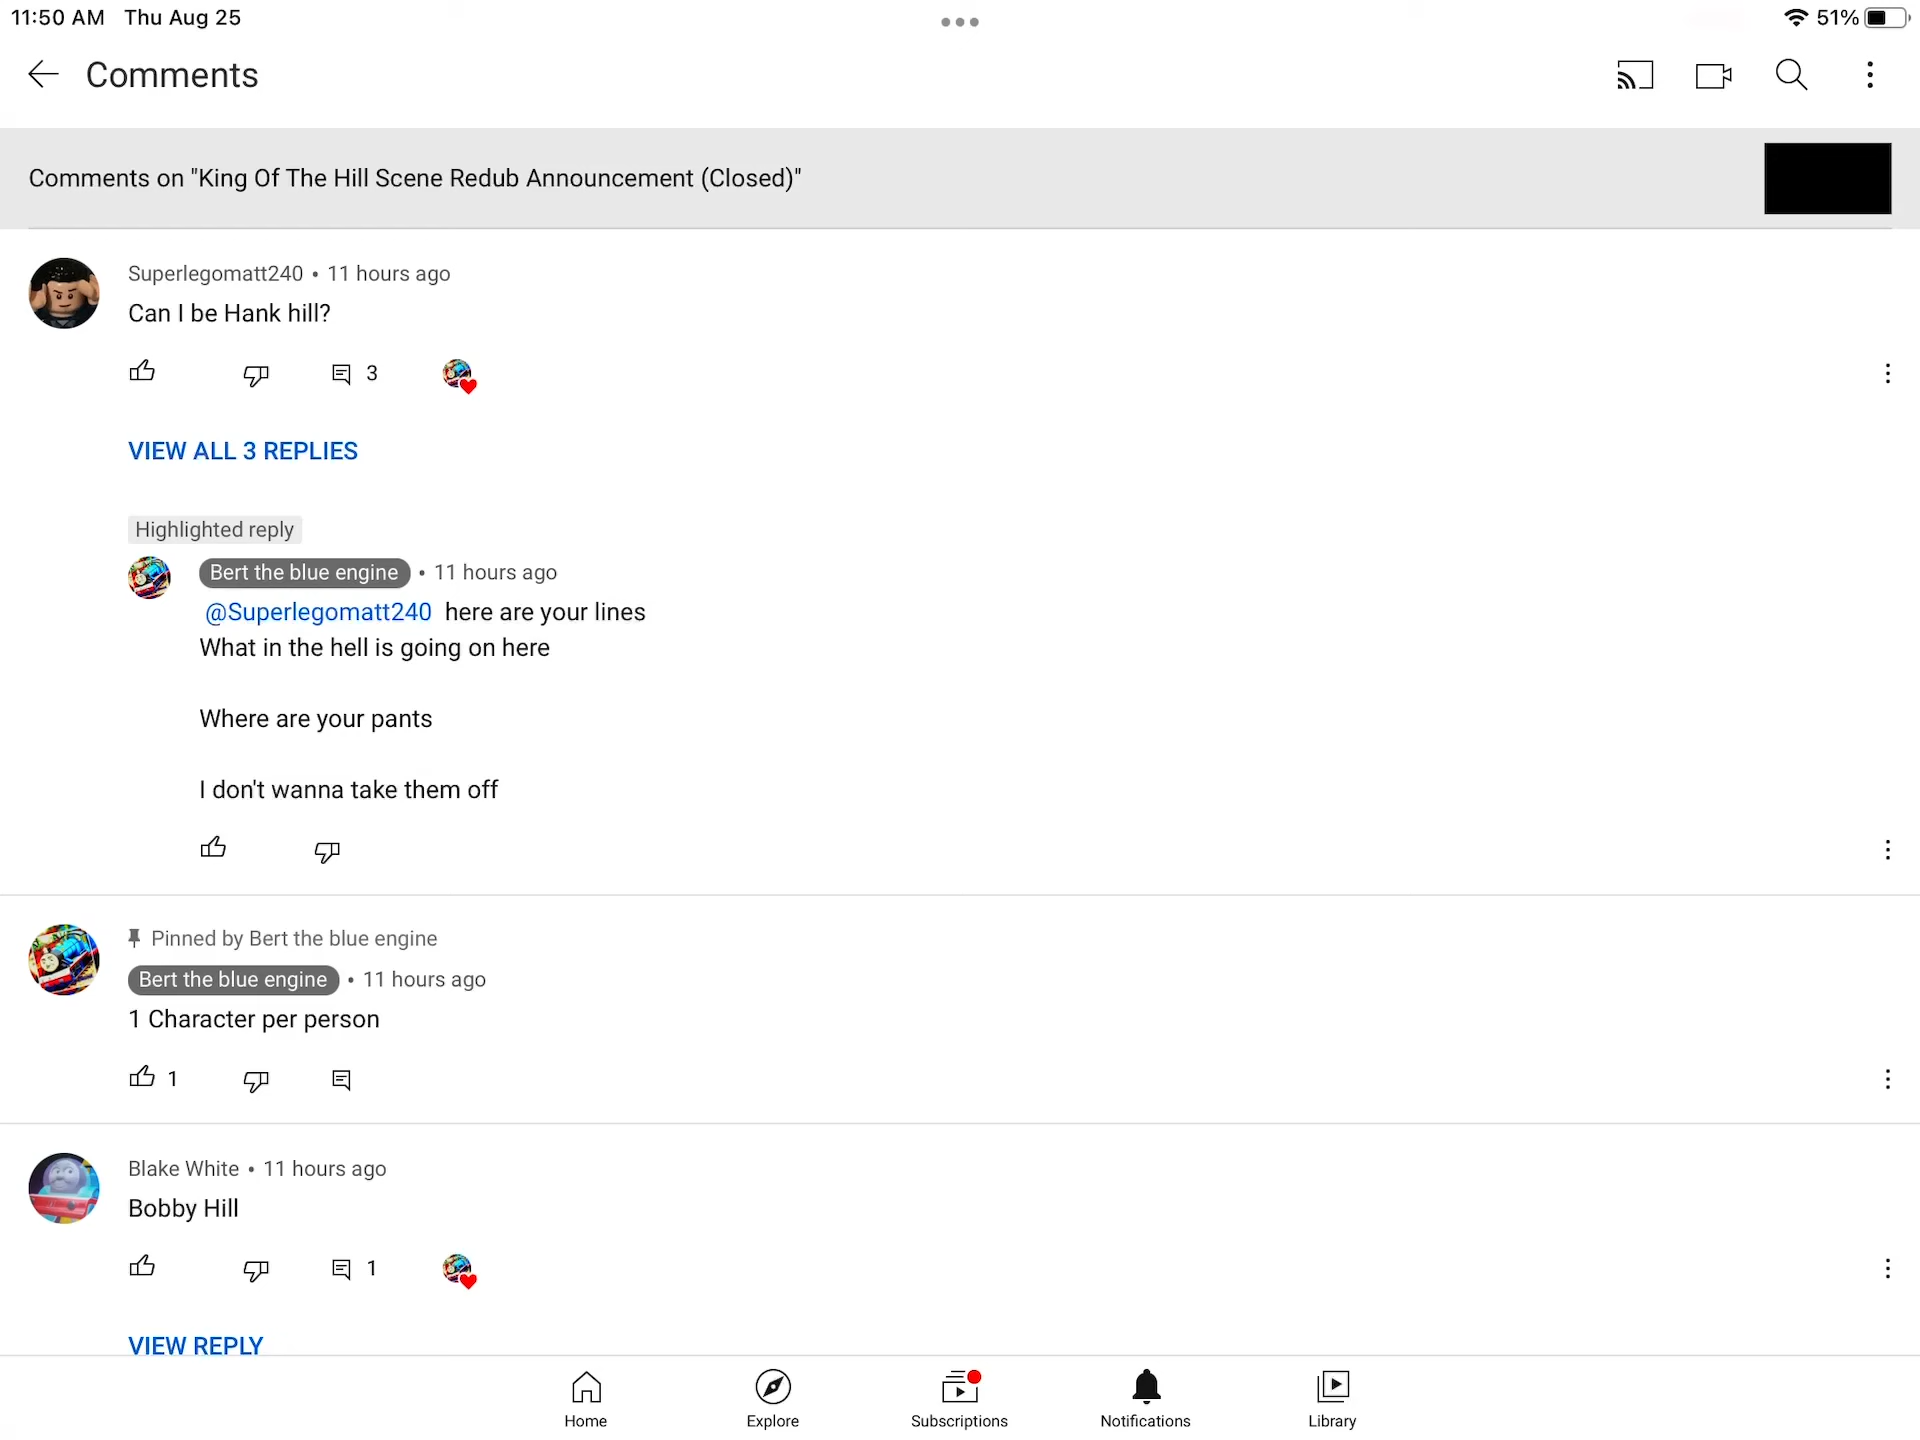 11:50 AM Thu Aug 25
51%
Comments
Comments on "King Of The Hill Scene Redub Announcement (Closed)"
Superlegomatt240 • 11 hours ago
Can I be Hank hill?
3
VIEW ALL 3 REPLIES
Highlighted reply
Bert the blue engine • 11 hours ago
@Superlegomatt240 here are your lines
What in the hell is going on here
Where are your pants
I don't wanna take them off
Pinned by Bert the blue engine
Bert the blue engine • 11 hours ago
1 Character per person
1
Blake White • 11 hours ago
Bobby Hill
1
VIEW REPLY
Home Explore Subscriptions Notifications Library